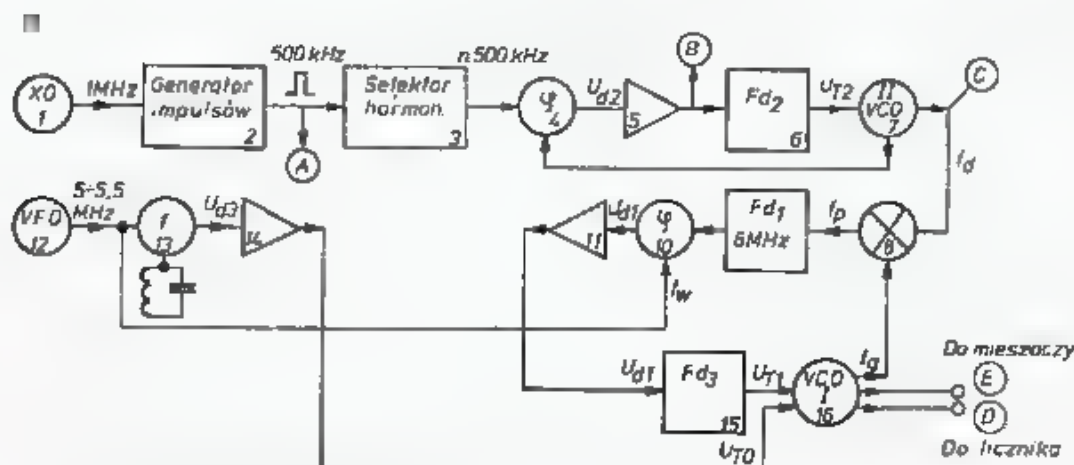 XO
1
1MHz
Generator
impulsów
2
500 kHz
A
Selektor
harmon.
3
n.500 kHz
φ
4
Ud2
5
B
Fd2
6
UT2
II
VCO
7
C
fd
VFO
12
5÷5,5
MHz
f
13
Ud3
14
11
Ud1
φ
10
fw
Fd1
6MHz
fp
8
fg
Ud1
Fd3
15
UT1
UT0
VCO
I
16
Do mieszaczy
E
D
Do licznika